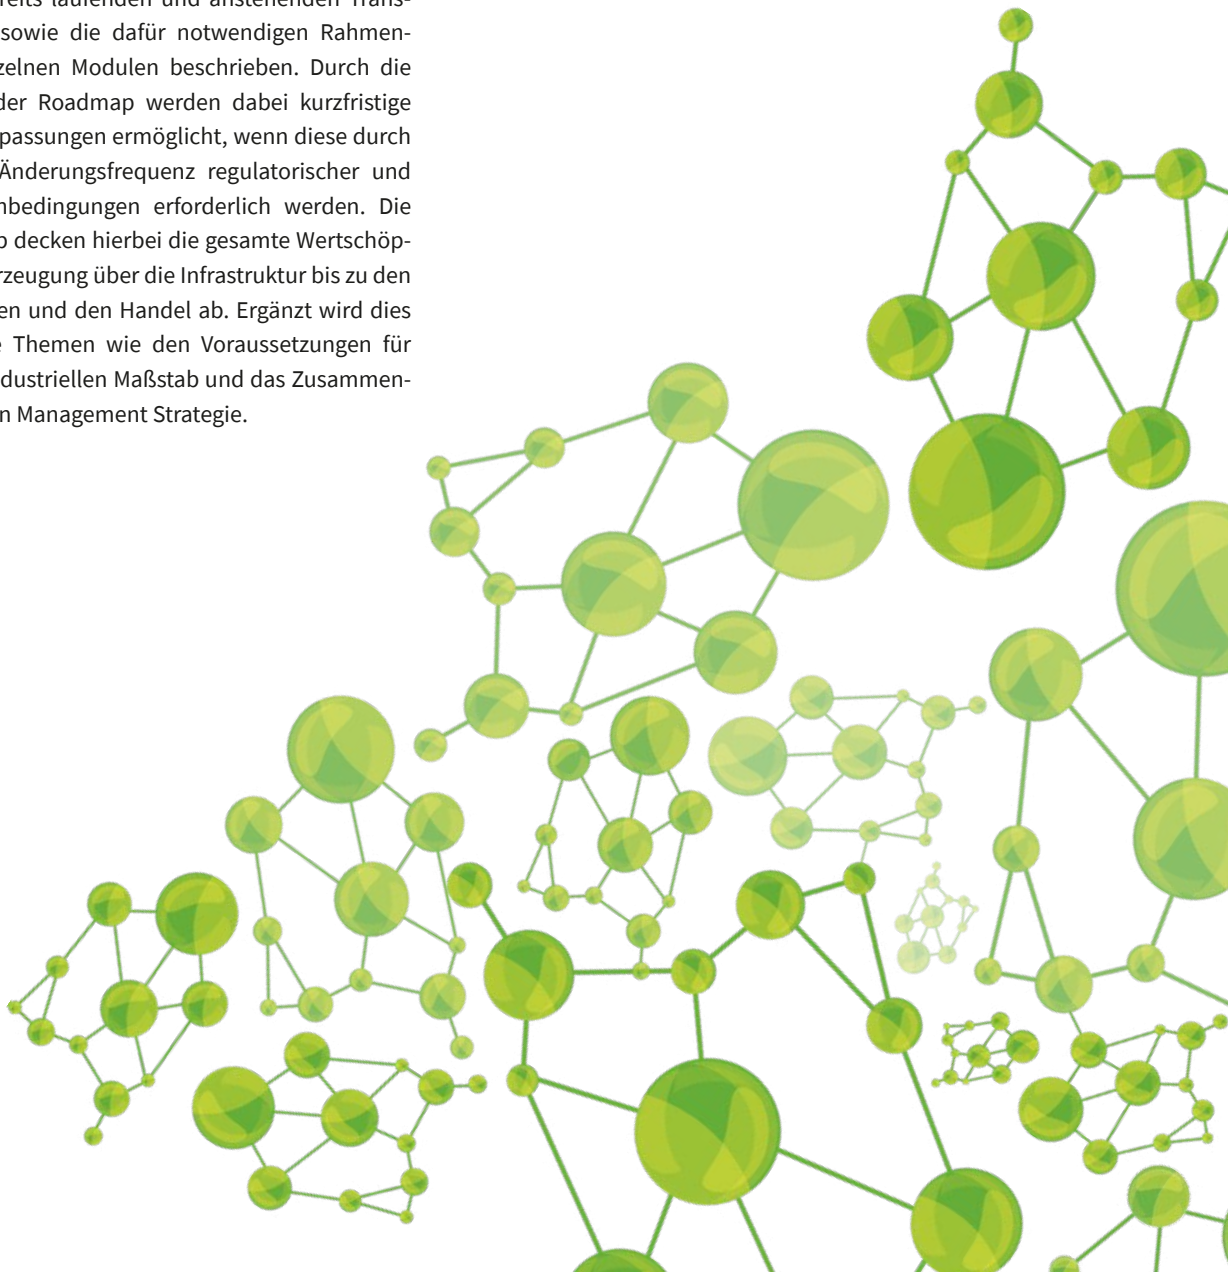 reits laufenden und anstehenden Trans-
sowie die dafür notwendigen Rahmen-
zelnen Modulen beschrieben. Durch die
der Roadmap werden dabei kurzfristige
passungen ermöglicht, wenn diese durch
Änderungsfrequenz regulatorischer und
nbedingungen erforderlich werden. Die
p decken hierbei die gesamte Wertschöp-
rzeugung über die Infrastruktur bis zu den
en und den Handel ab. Ergänzt wird dies
e Themen wie den Voraussetzungen für
dustriellen Maßstab und das Zusammen-
n Management Strategie.